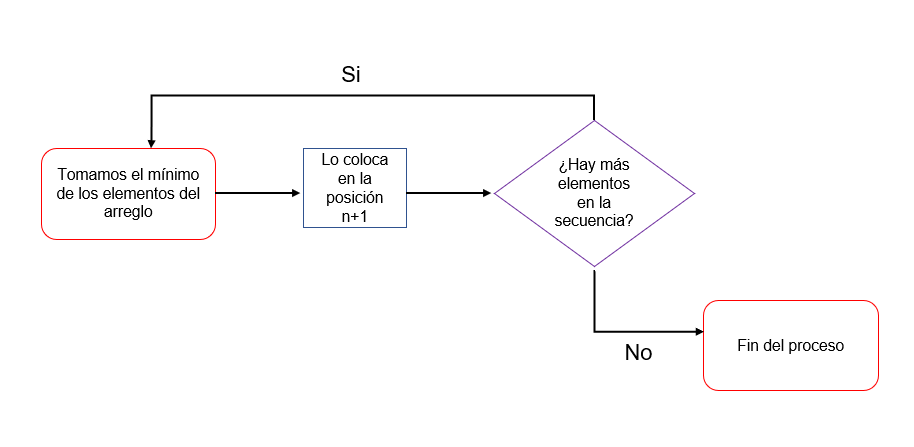 Si
Tomamos el mínimo
de los elementos del
arreglo
Lo coloca
en la
posición
n+1
¿Hay más
elementos
en la
secuencia?
No
Fin del proceso